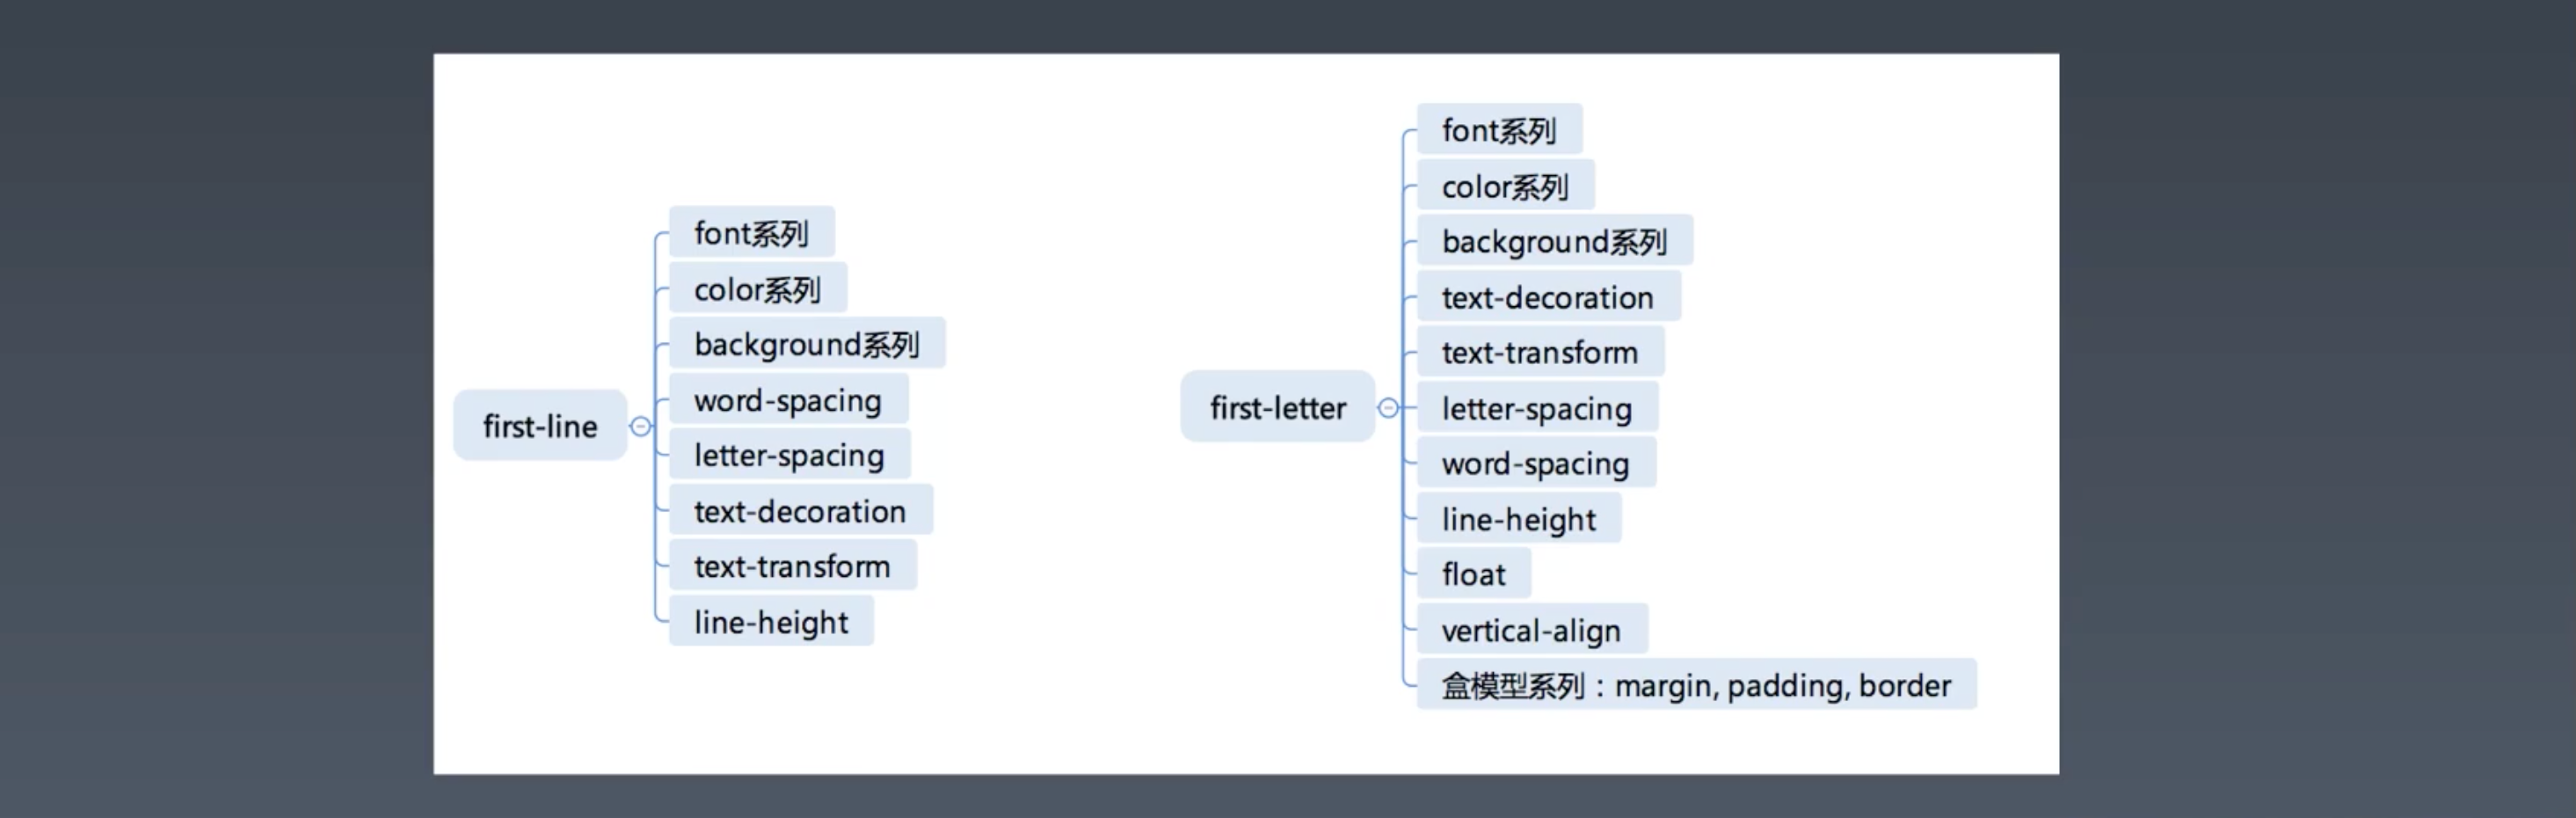 first-line
font系列
color系列
background系列
word-spacing
letter-spacing
text-decoration
text-transform
line-height
first-letter
font系列
color系列
background系列
text-decoration
text-transform
letter-spacing
word-spacing
line-height
float
vertical-align
盒模型系列：margin, padding, border